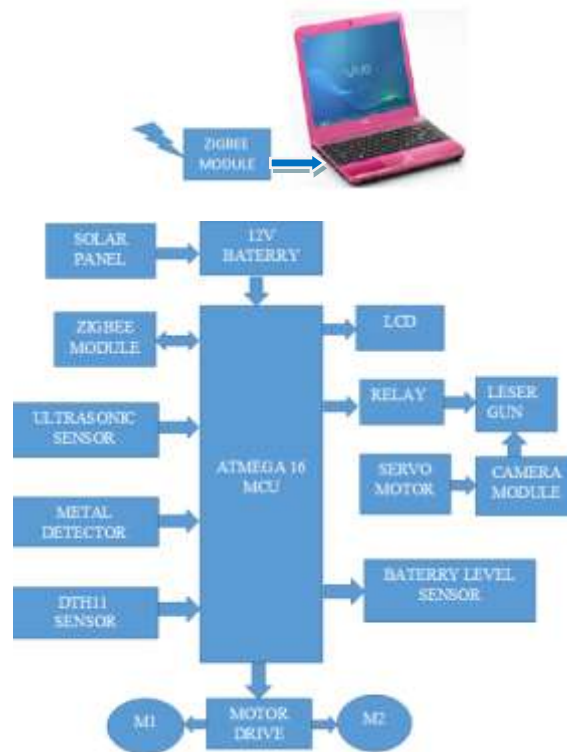 VAIO
ZIGBEE
MODULE
SOLAR
PANEL
12V
BATERRY
ZIGBEE
MODULE
LCD
RELAY
LESER
GUN
ULTRASONIC
SENSOR
ATMEGA 16
MCU
SERVO
MOTOR
CAMERA
MODULE
METAL
DETECTOR
DTH11
SENSOR
BATERRY LEVEL
SENSOR
M1
MOTOR
DRIVE
M2